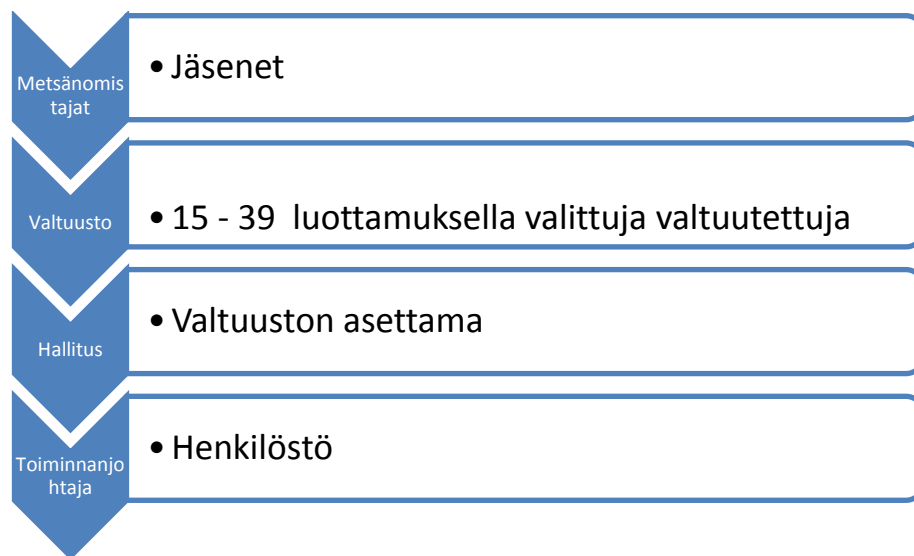 Metsänomis
tajat
• Jäsenet
Valtuusto
• 15 - 39 luottamuksella valittuja valtuutettuja
Hallitus
• Valtuuston asettama
Toiminnanjo
htaja
• Henkilöstö